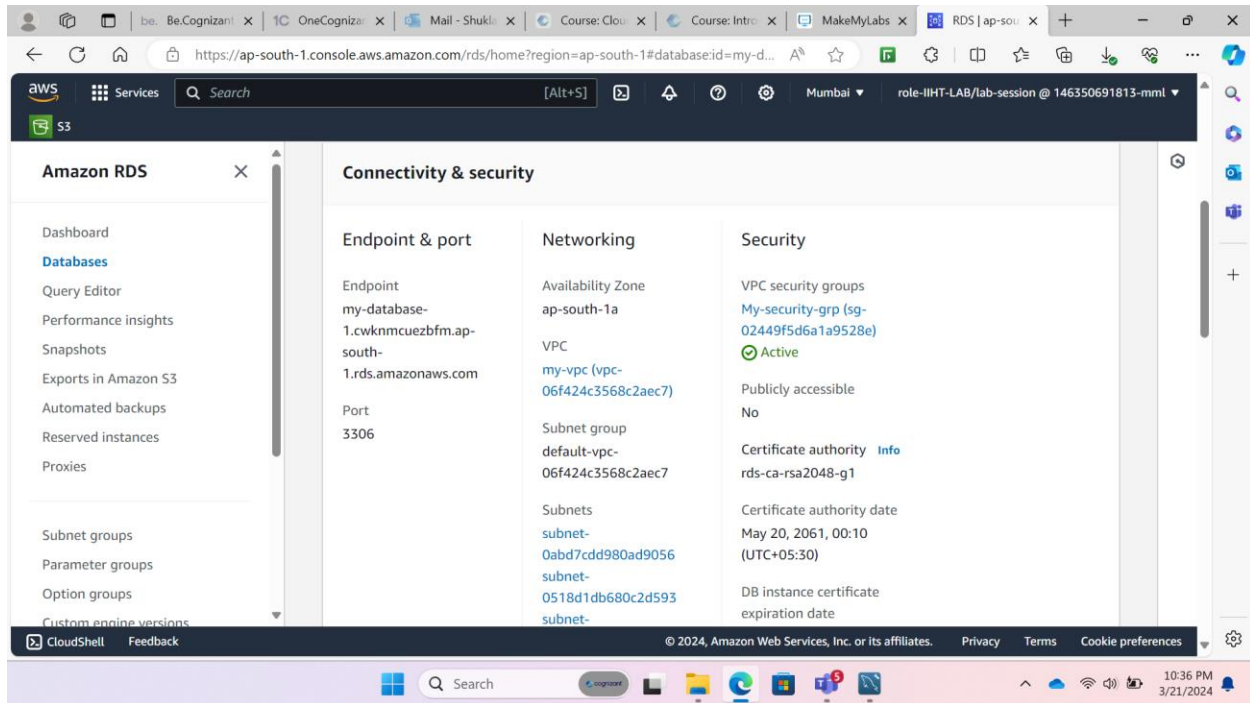 be. Be.Cognizant
1C OneCognizar
Mail - Shukla
Course: Clou
Course: Intro
MakeMyLabs
RDS | ap-sou
https://ap-south-1.console.aws.amazon.com/rds/home?region=ap-south-1#database:id=my-d...
aws
Services
Search
[Alt+S]
Mumbai
role-IIHT-LAB/lab-session @ 146350691813-mml
S3
Amazon RDS
Dashboard
Databases
Query Editor
Performance insights
Snapshots
Exports in Amazon S3
Automated backups
Reserved instances
Proxies
Subnet groups
Parameter groups
Option groups
Custom engine versions
Connectivity & security
Endpoint & port
Endpoint
my-database-
1.cwknmcuezbfm.ap-
south-
1.rds.amazonaws.com
Port
3306
Networking
Availability Zone
ap-south-1a
VPC
my-vpc (vpc-
06f424c3568c2aec7)
Subnet group
default-vpc-
06f424c3568c2aec7
Subnets
subnet-
0abd7cdd980ad9056
subnet-
0518d1db680c2d593
subnet-
Security
VPC security groups
My-security-grp (sg-
02449f5d6a1a9528e)
Active
Publicly accessible
No
Certificate authority Info
rds-ca-rsa2048-g1
Certificate authority date
May 20, 2061, 00:10
(UTC+05:30)
DB instance certificate
expiration date
CloudShell
Feedback
© 2024, Amazon Web Services, Inc. or its affiliates.
Privacy
Terms
Cookie preferences
Search
cognizant
5
10:36 PM
3/21/2024